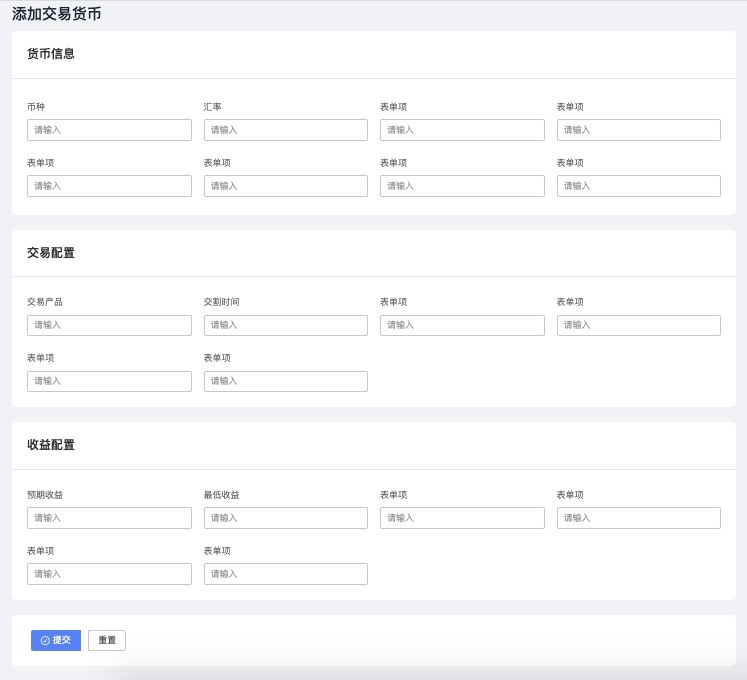 添加交易货币
货币信息
币种 汇率 表单项 表单项
请输入 请输入 请输入 请输入
表单项 表单项 表单项 表单项
请输入 请输入 请输入 请输入
交易配置
交易产品 交割时间 表单项 表单项
请输入 请输入 请输入 请输入
表单项 表单项
请输入 请输入
收益配置
预期收益 最低收益 表单项 表单项
请输入 请输入 请输入 请输入
表单项 表单项
请输入 请输入
提交 重置